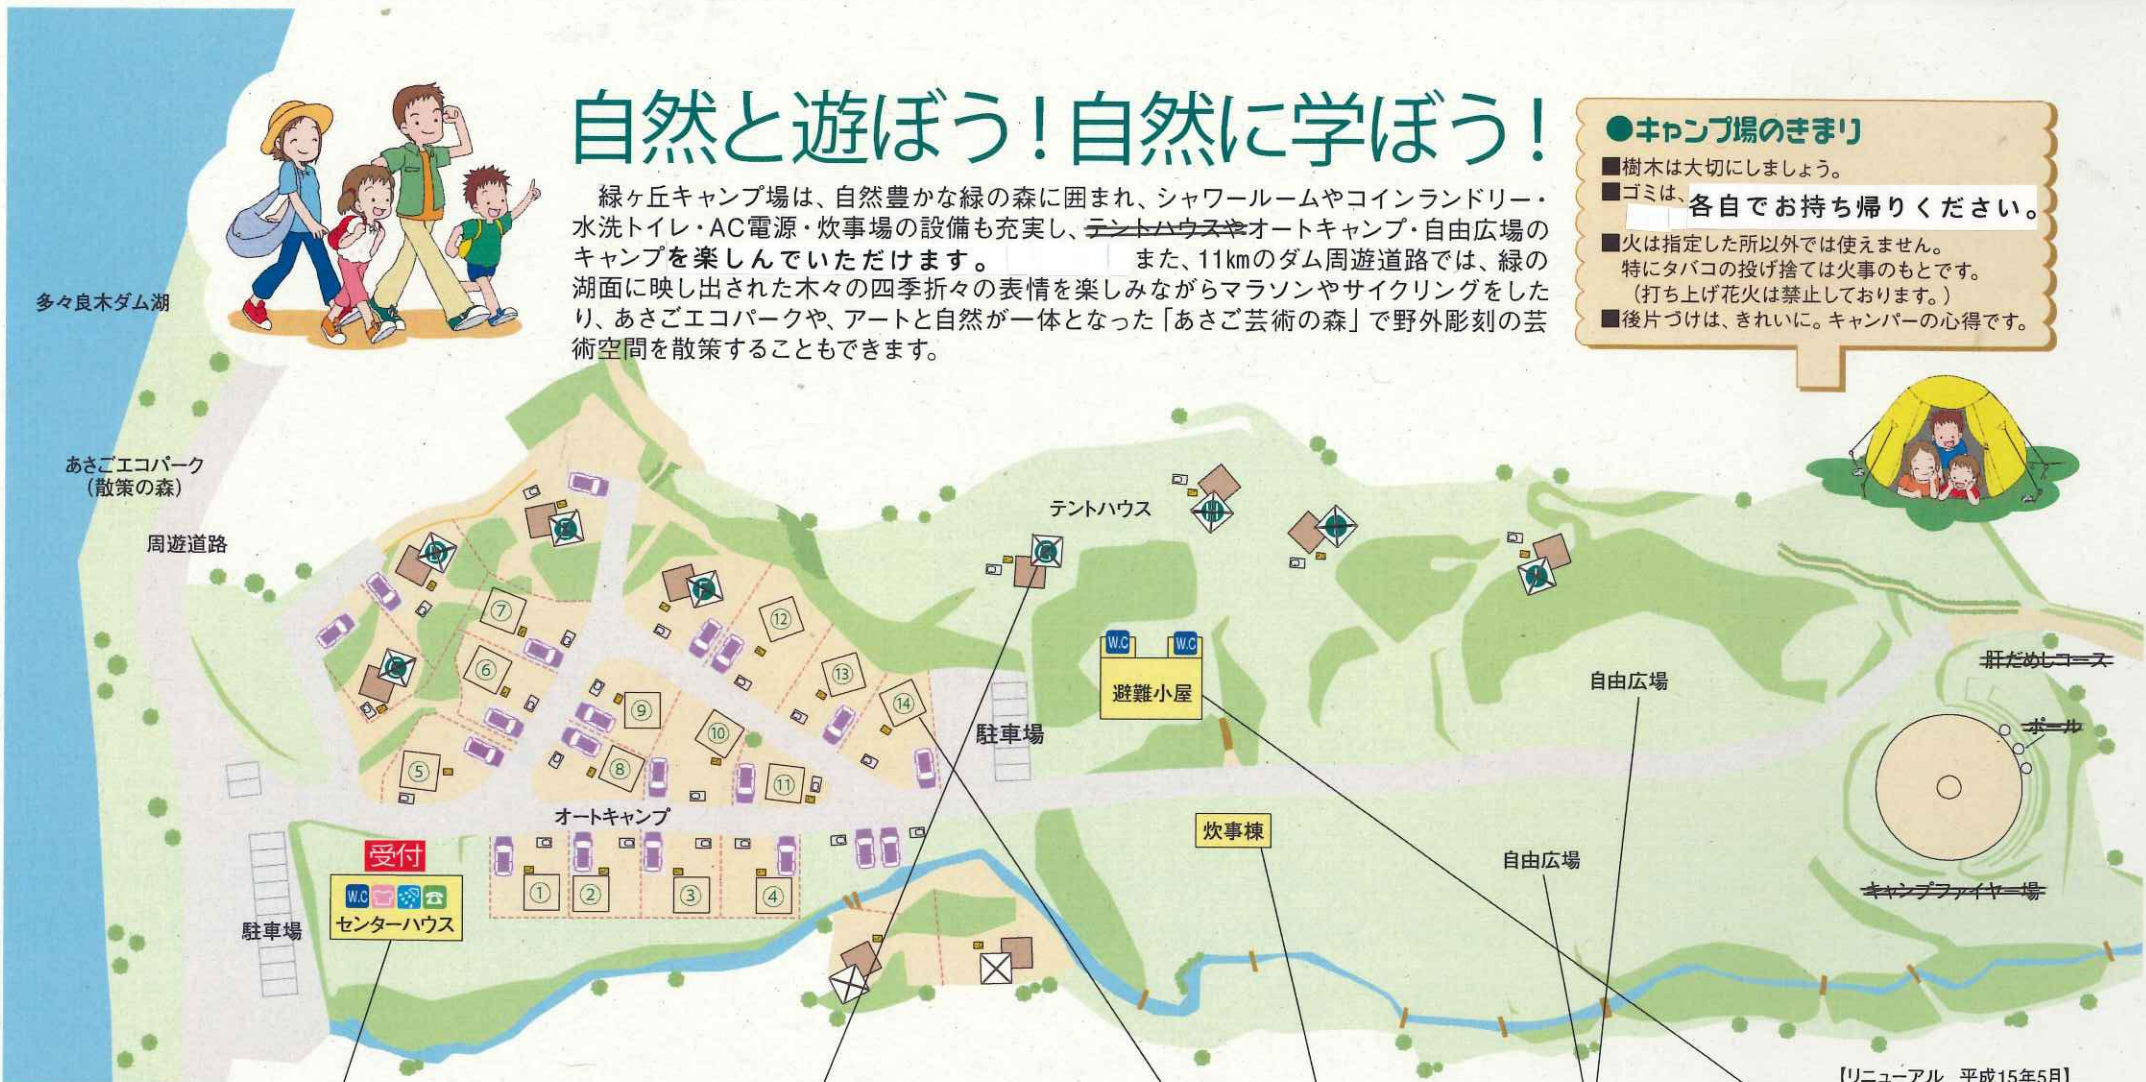 自然と遊ぼう!自然に学ぼう!
緑ヶ丘キャンプ場は、自然豊かな緑の森に囲まれ、シャワールームやコインランドリー・
水洗トイレ・AC電源・炊事場の設備も充実し、テントハウスやオートキャンプ・自由広場の
キャンプを楽しんでいただけます。 また、11kmのダム周遊道路では、緑の
湖面に映し出された木々の四季折々の表情を楽しみながらマラソンやサイクリングをした
り、あさごエコパークや、アートと自然が一体となった「あさご芸術の森」で野外彫刻の芸
術空間を散策することもできます。
●キャンプ場のきまり
■樹木は大切にしましょう。
■ゴミは、各自でお持ち帰りください。
■火は指定した所以外では使えません。
特にタバコの投げ捨ては火事のもとです。
(打ち上げ花火は禁止しております。)
■後片づけは、きれいに。キャンパーの心得です。
多々良木ダム湖
あさごエコパーク
(散策の森)
周遊道路
テントハウス
⑦
⑥
⑤
⑫
⑬
⑭
⑨
⑩
⑧
⑪
オートキャンプ
①
②
③
④
W.C
W.C
避難小屋
駐車場
自由広場
肝だめしコース
ポール
キャンプファイヤー場
炊事棟
自由広場
受付
W.C
センターハウス
駐車場
【リニューアル 平成15年5月】